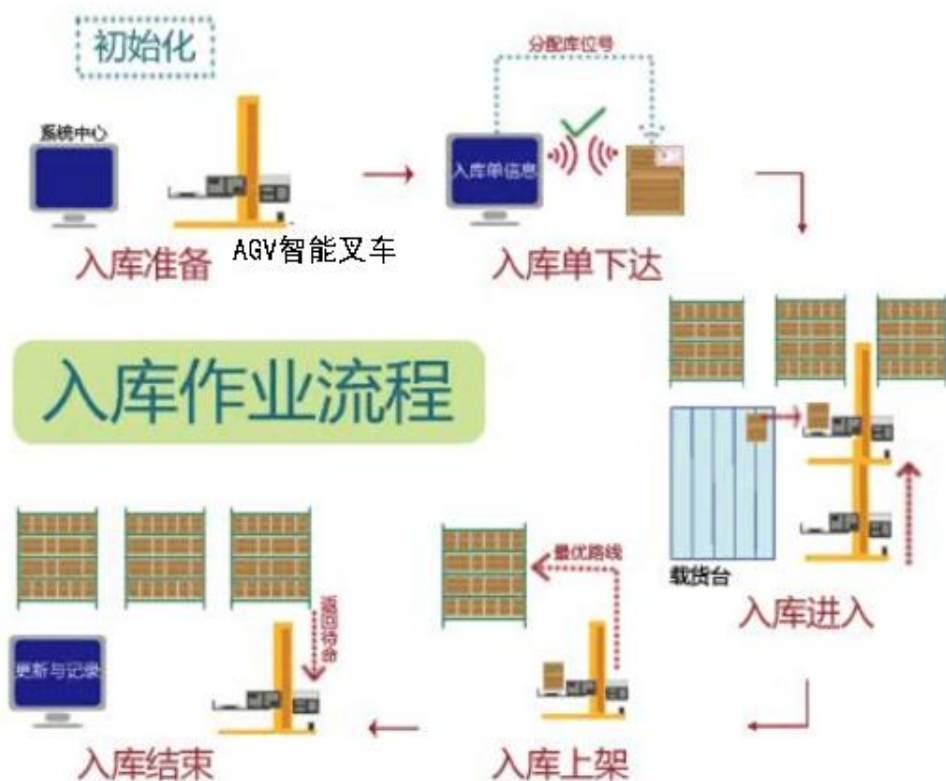 初始化
系统中心
入库准备
AGV智能叉车
分配库位号
入库单信息
入库单下达
入库作业流程
载货台
入库进入
最优路线
入库上架
返回待命
更新与记录
入库结束